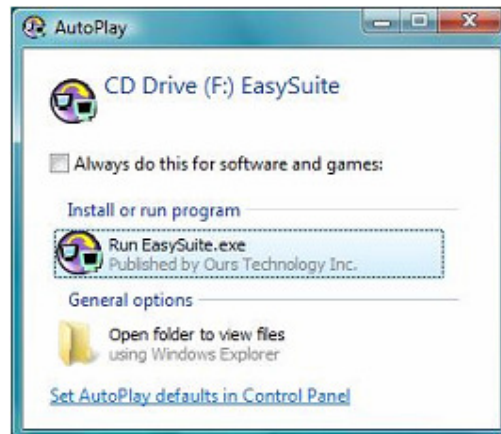 AutoPlay
CD Drive (F:) EasySuite
Always do this for software and games:
Install or run program
Run EasySuite.exe
Published by Ours Technology Inc.
General options
Open folder to view files
using Windows Explorer
Set AutoPlay defaults in Control Panel